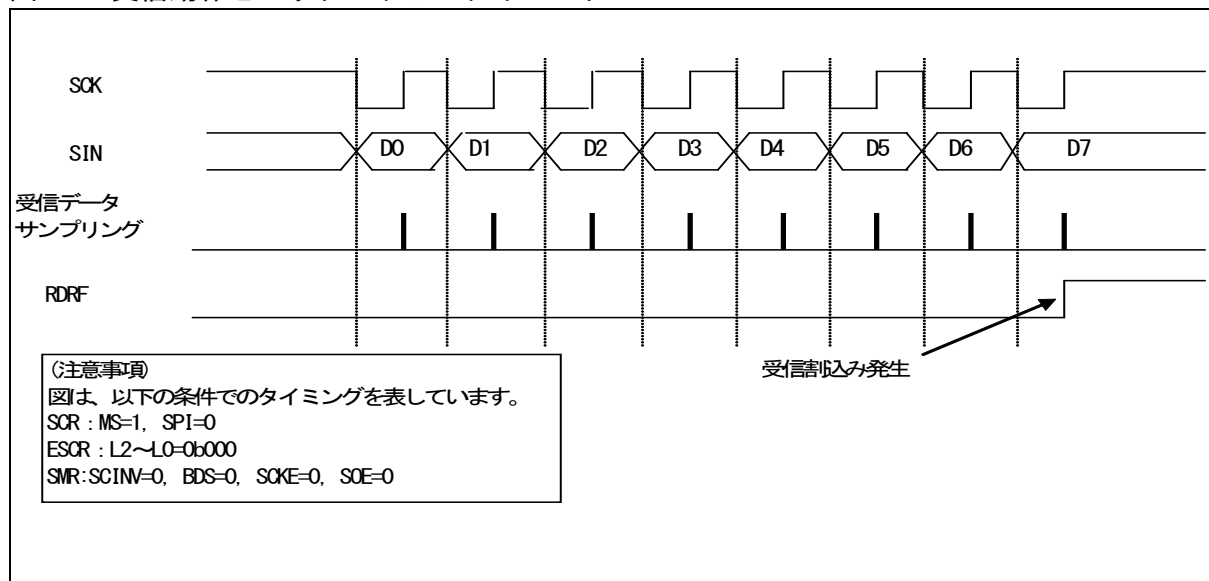 SCK
SIN
D0 D1 D2 D3 D4 D5 D6 D7
受信データ
サンプリング
RDRF
受信割込み発生
(注意事項)
図は、以下の条件でのタイミングを表しています。
SCR : MS=1, SPI=0
ESCR : L2～L0=0b000
SMR:SCINV=0, BDS=0, SCKE=0, SOE=0